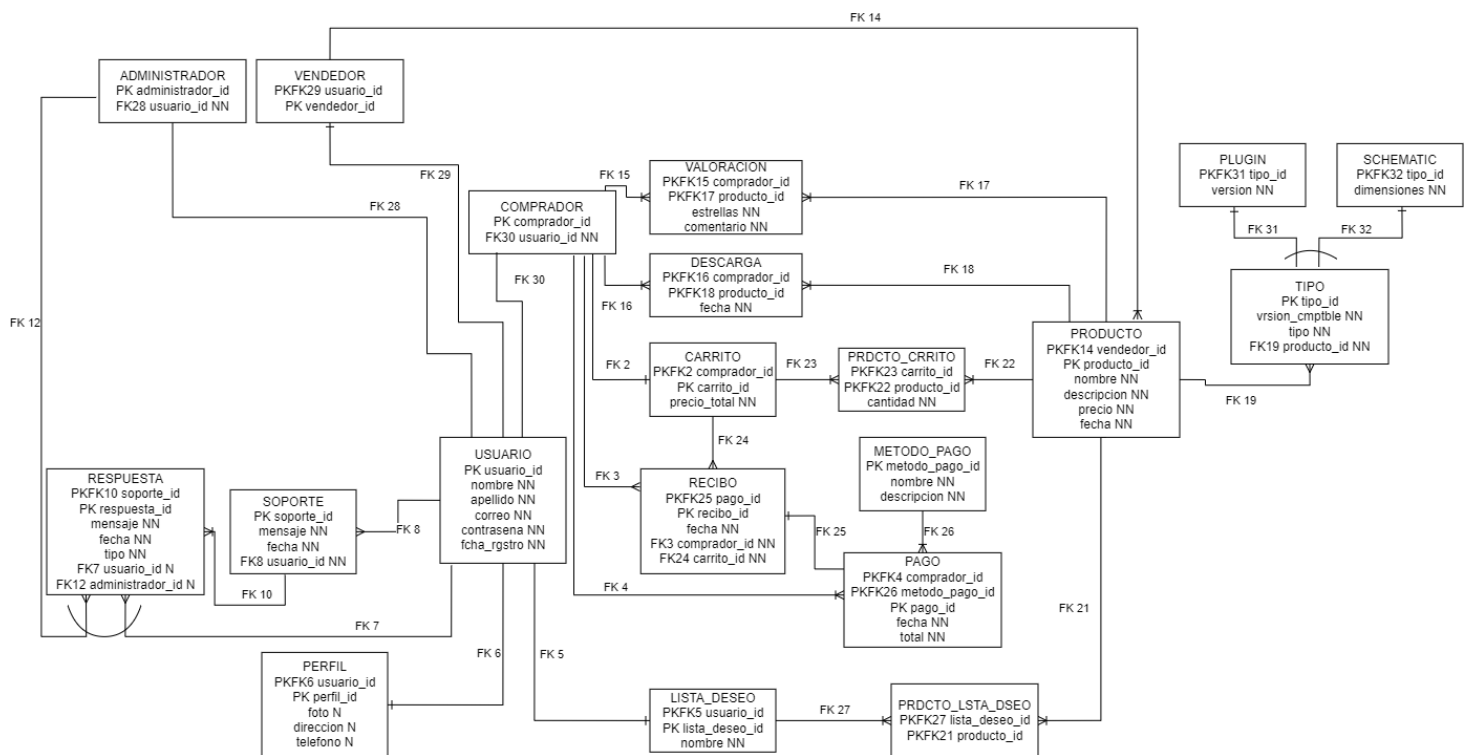 FK 14
ADMINISTRADOR
PK administrador_id
FK28 usuario_id NN
VENDEDOR
PKFK29 usuario_id
PK vendedor_id
PLUGIN
PKFK31 tipo_id
version NN
SCHEMATIC
PKFK32 tipo_id
dimensiones NN
FK 29
FK 15
VALORACION
PKFK15 comprador_id
PKFK17 producto_id
estrellas NN
comentario NN
FK 17
FK 28
COMPRADOR
PK comprador_id
FK30 usuario_id NN
FK 31
FK 32
FK 30
DESCARGA
PKFK16 comprador_id
PKFK18 producto_id
fecha NN
FK 18
FK 16
TIPO
PK tipo_id
vrsion_cmptble NN
tipo NN
FK19 producto_id NN
FK 12
PRODUCTO
PKFK14 vendedor_id
PK producto_id
nombre NN
descripcion NN
precio NN
fecha NN
FK 2
CARRITO
PKFK2 comprador_id
PK carrito_id
precio_total NN
FK 23
PRDCTO_CRRITO
PKFK23 carrito_id
PKFK22 producto_id
cantidad NN
FK 22
FK 19
FK 24
RESPUESTA
PKFK10 soporte_id
PK respuesta_id
mensaje NN
fecha NN
tipo NN
FK7 usuario_id N
FK12 administrador_id N
SOPORTE
PK soporte_id
mensaje NN
fecha NN
FK8 usuario_id NN
FK 8
USUARIO
PK usuario_id
nombre NN
apellido NN
correo NN
contrasena NN
fcha_rgstro NN
FK 3
RECIBO
PKFK25 pago_id
PK recibo_id
fecha NN
FK3 comprador_id NN
FK24 carrito_id NN
METODO_PAGO
PK metodo_pago_id
nombre NN
descripcion NN
FK 25
FK 26
FK 10
FK 4
PAGO
PKFK4 comprador_id
PKFK26 metodo_pago_id
PK pago_id
fecha NN
total NN
FK 21
FK 7
FK 6
FK 5
PERFIL
PKFK6 usuario_id
PK perfil_id
foto N
direccion N
telefono N
LISTA_DESEO
PKFK5 usuario_id
PK lista_deseo_id
nombre NN
FK 27
PRDCTO_LSTA_DSEO
PKFK27 lista_deseo_id
PKFK21 producto_id